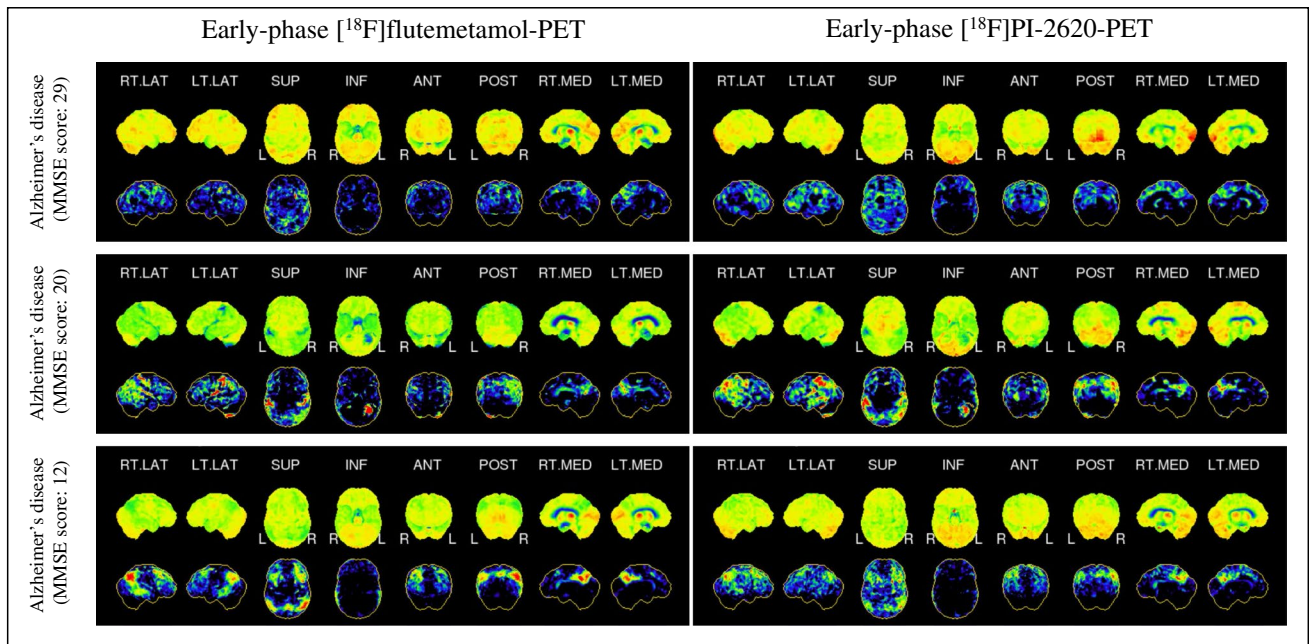 Early-phase [¹⁸F]flutemetamol-PET
Early-phase [¹⁸F]PI-2620-PET
Alzheimer's disease
(MMSE score: 29)
RT.LAT LT.LAT SUP INF ANT POST RT.MED LT.MED
L R R L L R
RT.LAT LT.LAT SUP INF ANT POST RT.MED LT.MED
L R R L L R
Alzheimer's disease
(MMSE score: 20)
RT.LAT LT.LAT SUP INF ANT POST RT.MED LT.MED
L R R L L R
RT.LAT LT.LAT SUP INF ANT POST RT.MED LT.MED
L R R L L R
Alzheimer's disease
(MMSE score: 12)
RT.LAT LT.LAT SUP INF ANT POST RT.MED LT.MED
L R R L L R
RT.LAT LT.LAT SUP INF ANT POST RT.MED LT.MED
L R R L L R